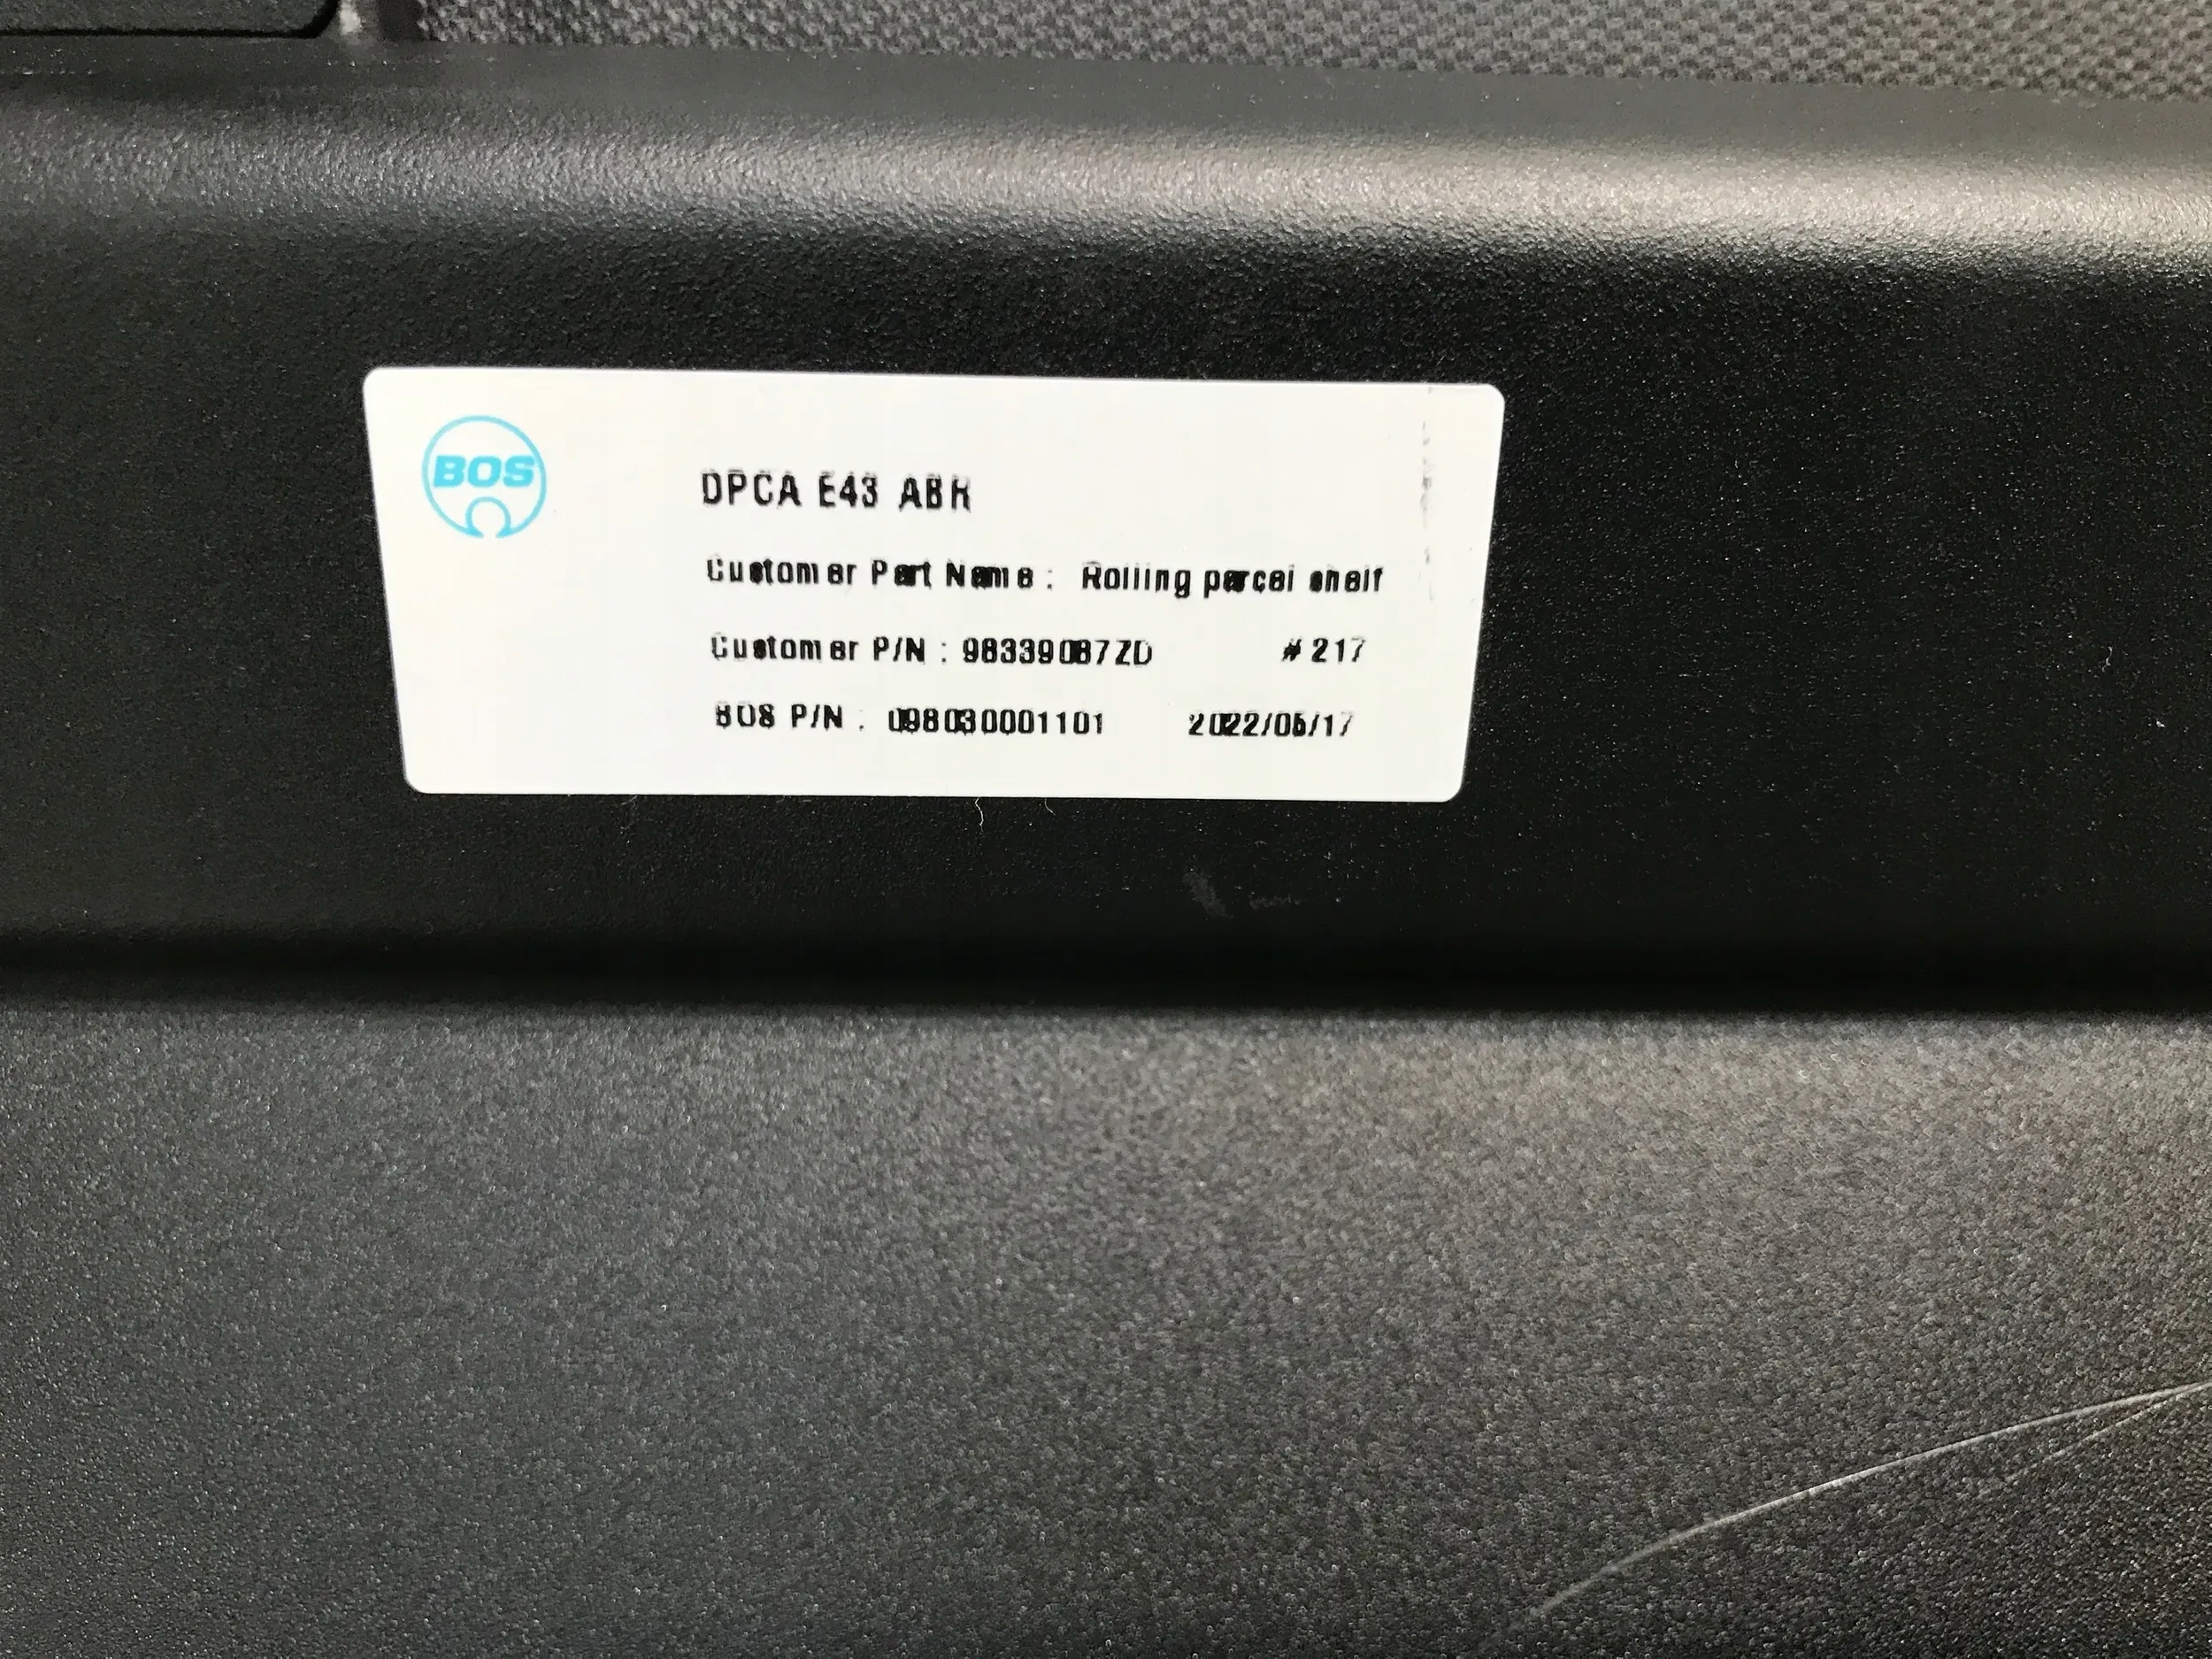 BOS
DPCA E43 ABR
Customer Part Name : Rolling parcel shelf
Customer P/N : 98339087ZD # 217
BOS P/N : 098030001101 2022/05/17